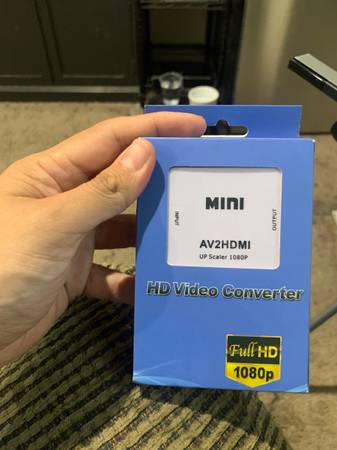 MINI
INPUT
OUTPUT
AV2HDMI
UP Scaler 1080P
HD Video Converter
Full HD
1080p